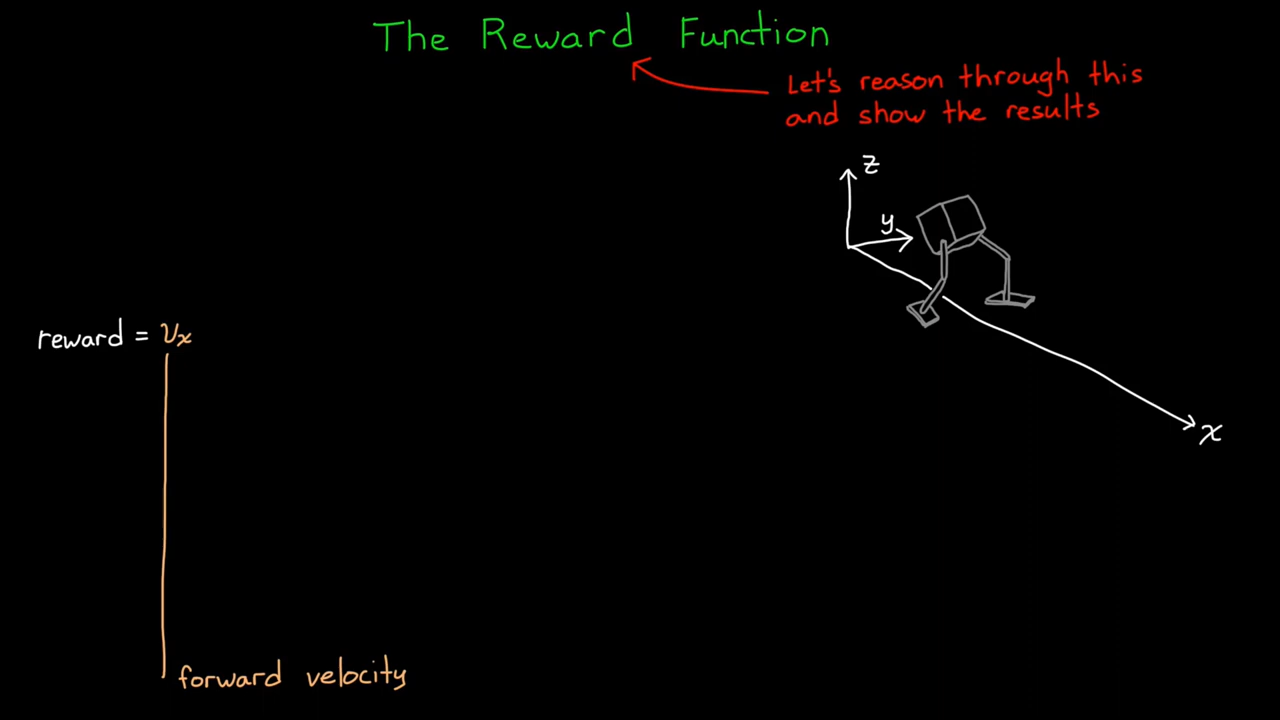 The Reward Function
Let's reason through this
and show the results
z
y
reward = vx
x
forward velocity